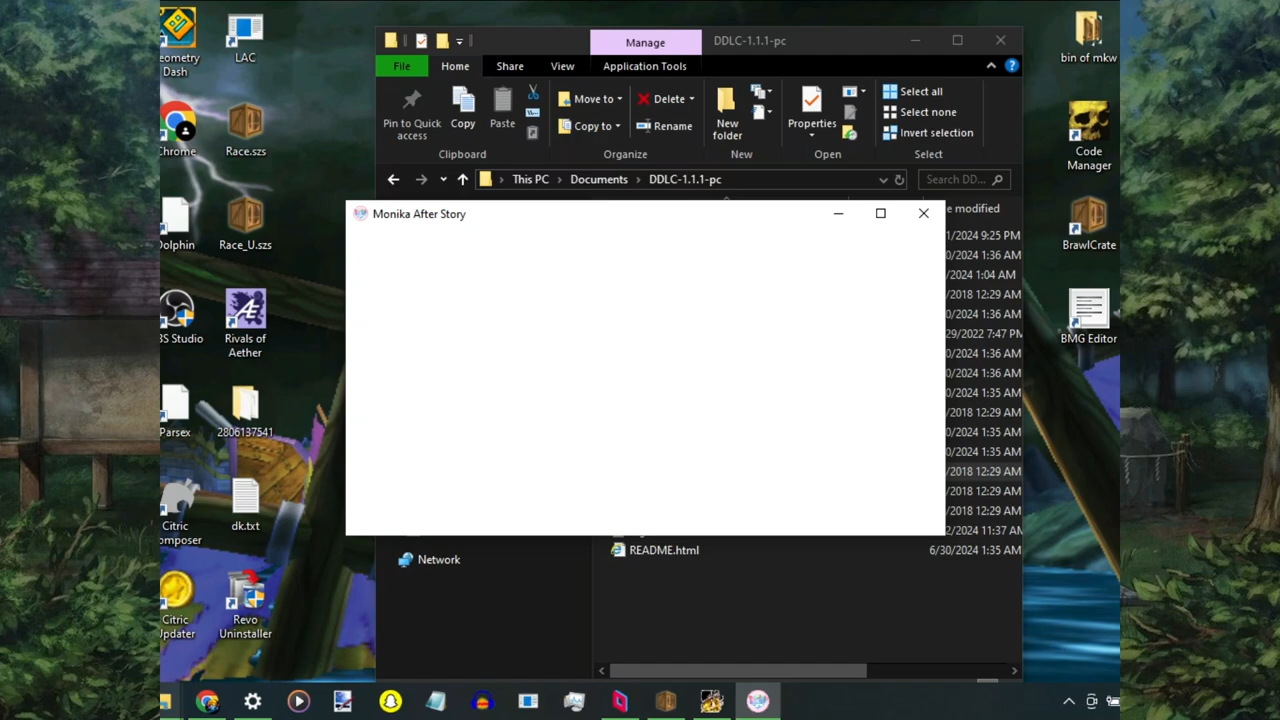 eometry
Dash
LAC
Chrome
Race.szs
Dolphin
Race_U.szs
BS Studio
Rivals of
Aether
Parsex
2806137541
Citric
omposer
dk.txt
Citric
Updater
Revo
Uninstaller
Manage
DDLC-1.1.1-pc
File
Home
Share
View
Application Tools
Pin to Quick
access
Copy
Paste
Move to
Copy to
Delete
Rename
New
folder
Properties
Select all
Select none
Invert selection
Clipboard
Organize
New
Open
Select
This PC
Documents
DDLC-1.1.1-pc
Search DD...
e modified
Monika After Story
1/2024 9:25 PM
0/2024 1:36 AM
/2024 1:04 AM
/2018 12:29 AM
0/2024 1:36 AM
29/2022 7:47 PM
0/2024 1:36 AM
0/2024 1:36 AM
0/2024 1:35 AM
/2018 12:29 AM
0/2024 1:35 AM
0/2024 1:35 AM
/2018 12:29 AM
/2018 12:29 AM
/2018 12:29 AM
2/2024 11:37 AM
README.html
6/30/2024 1:35 AM
Network
bin of mkw
Code
Manager
BrawlCrate
BMG Editor